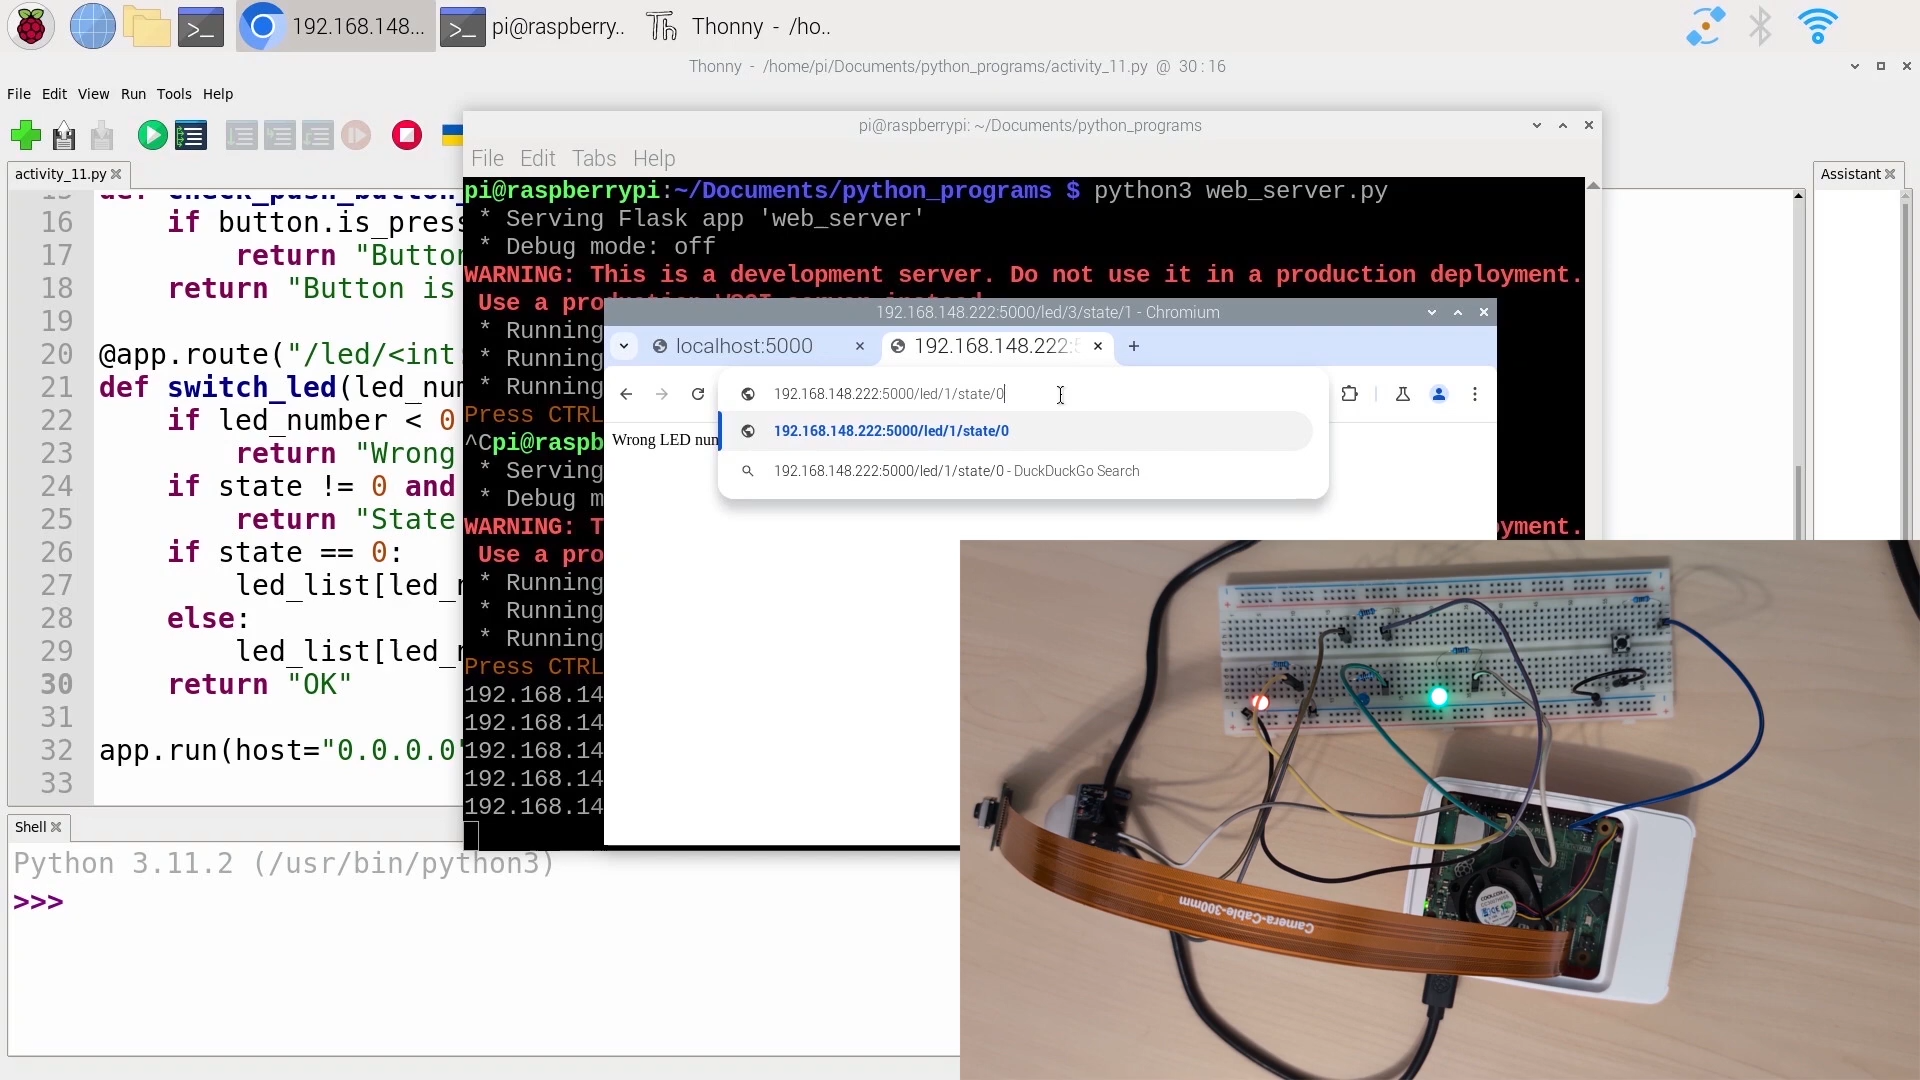 192.168.148...
pi@raspberry..
Thonny - /ho..
Thonny - /home/pi/Documents/python_programs/activity_11.py @ 30 : 16
File Edit View Run Tools Help
activity_11.py
Assistant
16 if button.is_press
17 return "Button
18 return "Button is
19
20 @app.route("/led/<int
21 def switch_led(led_num
22 if led_number < 0
23 return "Wrong
24 if state != 0 and
25 return "State
26 if state == 0:
27 led_list[led_n
28 else:
29 led_list[led_n
30 return "OK"
31
32 app.run(host="0.0.0.0"
33
Shell
Python 3.11.2 (/usr/bin/python3)
>>>
pi@raspberrypi: ~/Documents/python_programs
File Edit Tabs Help
pi@raspberrypi:~/Documents/python_programs $ python3 web_server.py
* Serving Flask app 'web_server'
* Debug mode: off
WARNING: This is a development server. Do not use it in a production deployment.
Use a pro
* Running
* Running
* Running
Press CTRL
^Cpi@raspb
* Serving
* Debug m
WARNING: T yment.
Use a pro
* Running
* Running
* Running
Press CTRL
192.168.14
192.168.14
192.168.14
192.168.14
192.168.14
192.168.148.222:5000/led/3/state/1 - Chromium
localhost:5000
192.168.148.222:5
192.168.148.222:5000/led/1/state/0
192.168.148.222:5000/led/1/state/0
192.168.148.222:5000/led/1/state/0 - DuckDuckGo Search
Wrong LED num
Camera-Cable-300mm